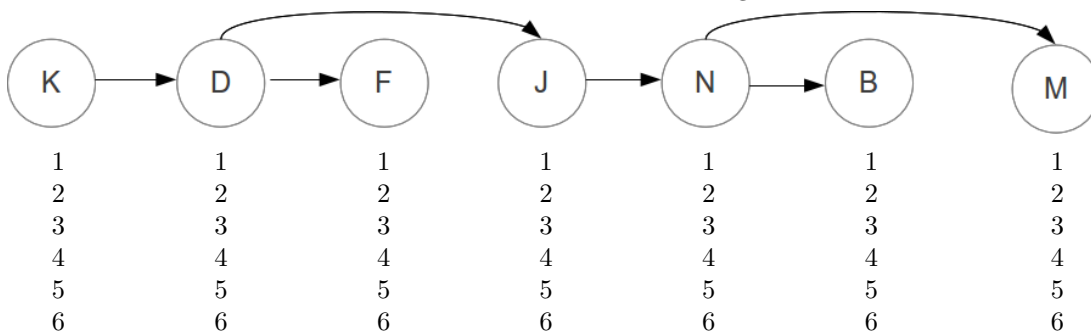 K D F J N B M
1 1 1 1 1 1 1
2 2 2 2 2 2 2
3 3 3 3 3 3 3
4 4 4 4 4 4 4
5 5 5 5 5 5 5
6 6 6 6 6 6 6